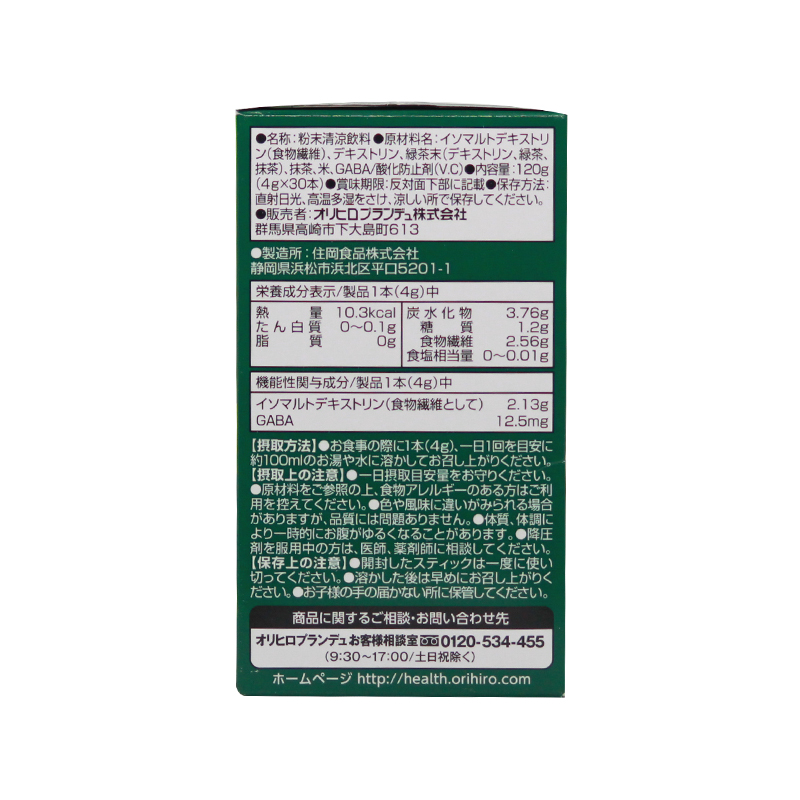 ●名称:粉末清涼飲料●原材料名:イソマルトデキストリ
ン(食物繊維)、デキストリン、緑茶末(デキストリン、緑茶、
抹茶)、抹茶、米、GABA/酸化防止剤(V.C)●内容量:120g
(4g×30本)●賞味期限:反対面下部に記載●保存方法:
直射日光、高温多湿をさけ、涼しい所で保存してください。
●販売者:オリヒロプランデュ株式会社
群馬県高崎市下大島町613
●製造所:住岡食品株式会社
静岡県浜松市浜北区平口5201-1
栄養成分表示/製品1本(4g)中
熱量 10.3kcal 炭水化物 3.76g
たん白質 0〜0.1g 糖質 1.2g
脂質 0g 食物繊維 2.56g
食塩相当量 0〜0.01g
機能性関与成分/製品1本(4g)中
イソマルトデキストリン(食物繊維として) 2.13g
GABA 12.5mg
【摂取方法】●お食事の際に1本(4g)、一日1回を目安に
約100mlのお湯や水に溶かしてお召し上がりください。
【摂取上の注意】●一日摂取目安量をお守りください。
●原材料をご参照の上、食物アレルギーのある方はご利
用を控えてください。●色や風味に違いがみられる場合
がありますが、品質には問題ありません。●体質、体調に
より一時的にお腹がゆるくなることがあります。●降圧
剤を服用中の方は、医師、薬剤師に相談してください。
【保存上の注意】●開封したスティックは一度に使い
切ってください。●溶かした後は早めにお召し上がりく
ださい。●お子様の手の届かない所に保管してください。
商品に関するご相談・お問い合わせ先
オリヒロプランデュお客様相談室 0120-534-455
(9:30〜17:00/土日祝除く)
ホームページ http://health.orihiro.com